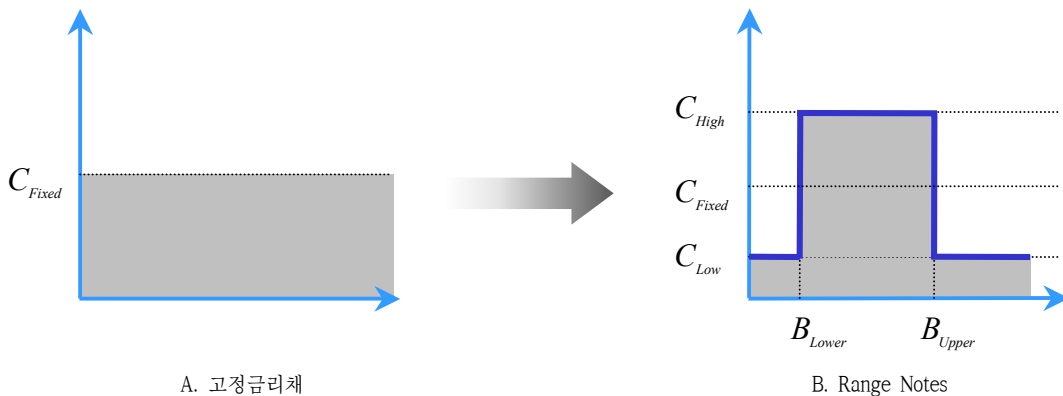 C_Fixed
A. 고정금리채
C_High
C_Fixed
C_Low
B_Lower B_Upper
B. Range Notes